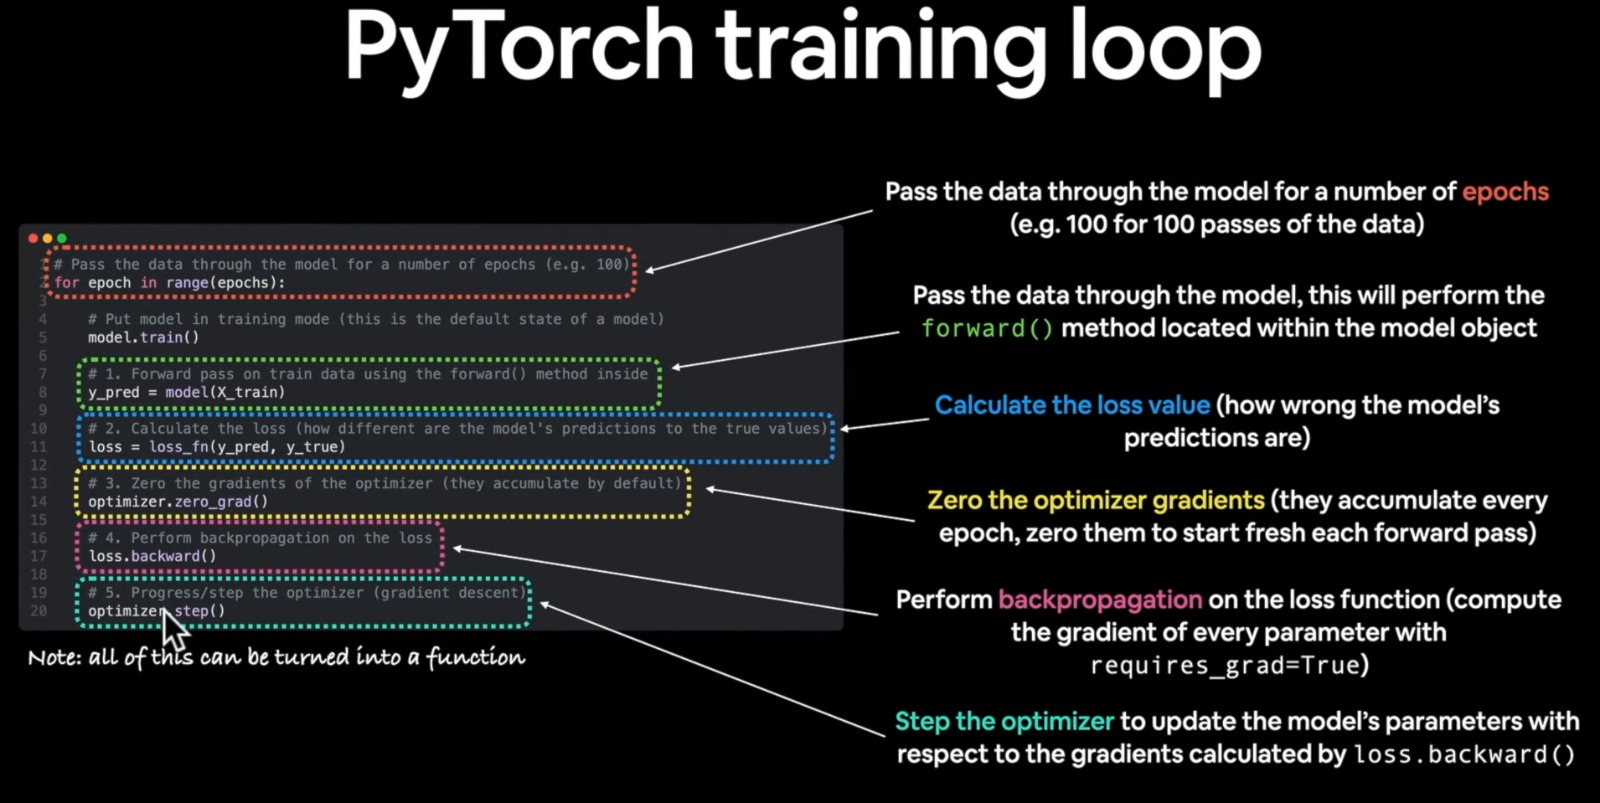 PyTorch training loop
1 # Pass the data through the model for a number of epochs (e.g. 100)
2 for epoch in range(epochs):
3
4 # Put model in training mode (this is the default state of a model)
5 model.train()
6
7 # 1. Forward pass on train data using the forward() method inside
8 y_pred = model(X_train)
9
10 # 2. Calculate the loss (how different are the model's predictions to the true values)
11 loss = loss_fn(y_pred, y_true)
12
13 # 3. Zero the gradients of the optimizer (they accumulate by default)
14 optimizer.zero_grad()
15
16 # 4. Perform backpropagation on the loss
17 loss.backward()
18
19 # 5. Progress/step the optimizer (gradient descent)
20 optimizer.step()
Note: all of this can be turned into a function
Pass the data through the model for a number of epochs
(e.g. 100 for 100 passes of the data)
Pass the data through the model, this will perform the
forward() method located within the model object
Calculate the loss value (how wrong the model’s
predictions are)
Zero the optimizer gradients (they accumulate every
epoch, zero them to start fresh each forward pass)
Perform backpropagation on the loss function (compute
the gradient of every parameter with
requires_grad=True)
Step the optimizer to update the model’s parameters with
respect to the gradients calculated by loss.backward()